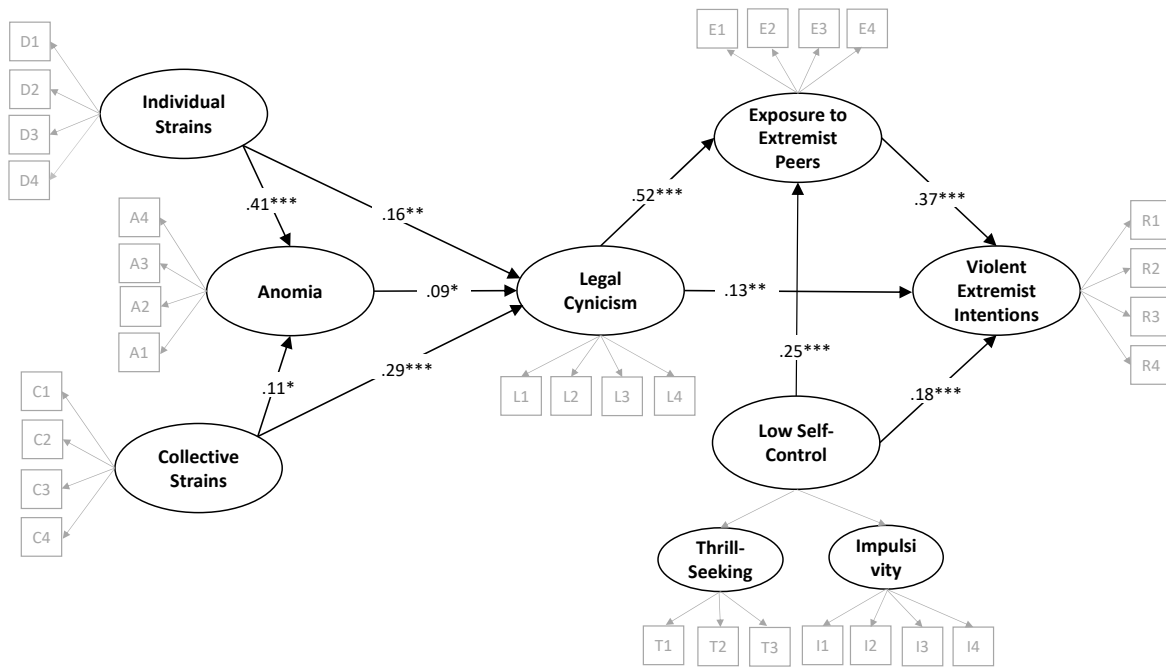 D1
D2
D3
D4
Individual
Strains
E1
E2
E3
E4
Exposure to
Extremist
Peers
.41***
.16**
.52***
.37***
A4
A3
A2
A1
Anomia
.09*
Legal
Cynicism
.13**
Violent
Extremist
Intentions
R1
R2
R3
R4
.11*
.29***
L1
L2
L3
L4
.25***
.18***
C1
C2
C3
C4
Collective
Strains
Low Self-
Control
Thrill-
Seeking
Impulsi
vity
T1
T2
T3
I1
I2
I3
I4